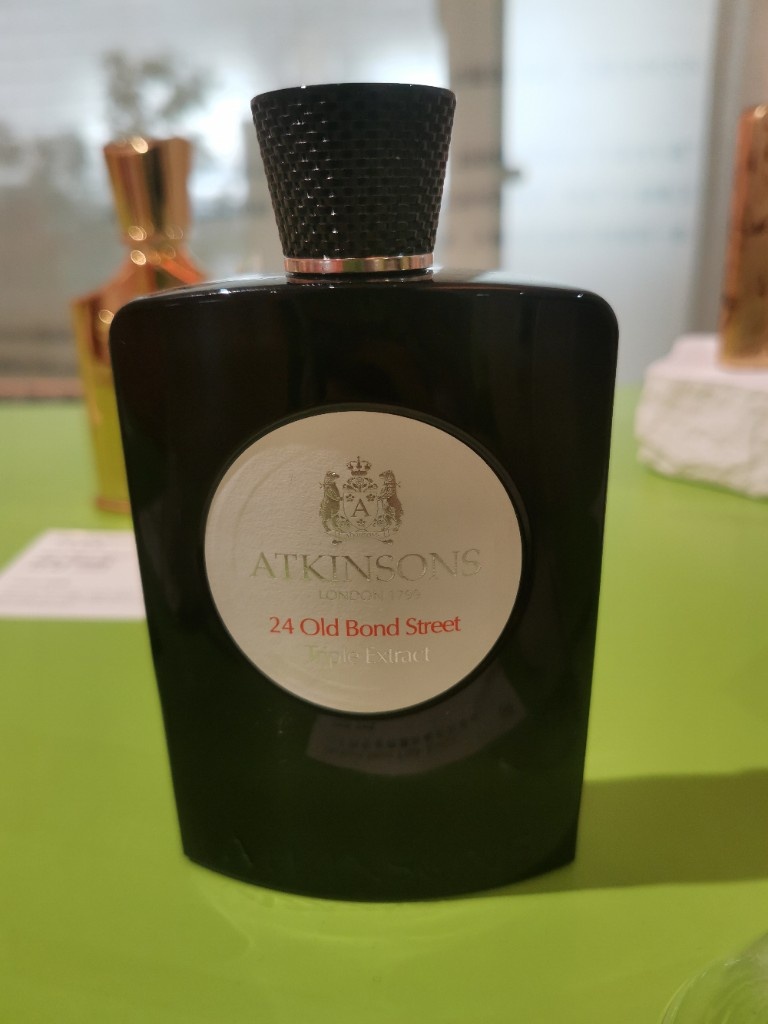 A
ATKINSONS
LONDON 1799
24 Old Bond Street
Triple Extract